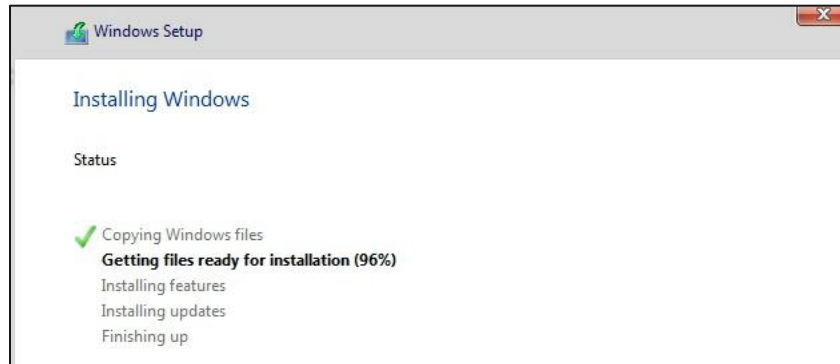 Windows Setup
Installing Windows
Status
Copying Windows files
Getting files ready for installation (96%)
Installing features
Installing updates
Finishing up